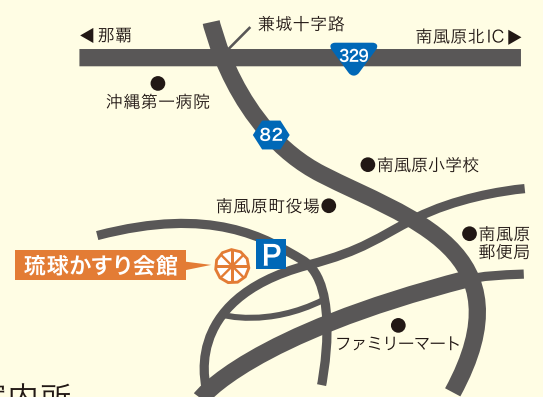 兼城十字路
那覇
南風原北IC
329
沖縄第一病院
82
南風原小学校
南風原町役場
南風原
郵便局
P
琉球かすり会館
ファミリーマート
内所